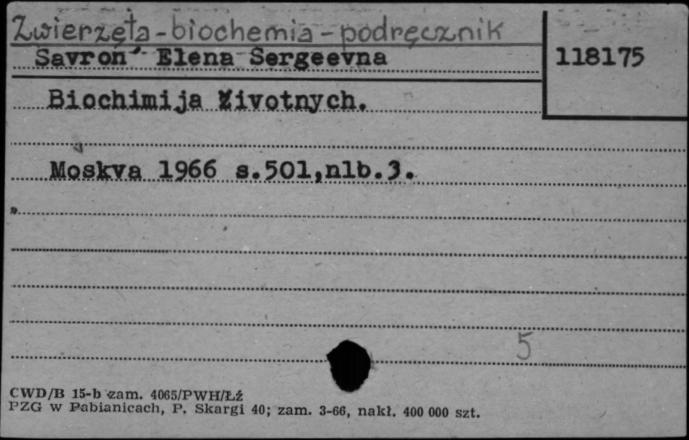 Zwierzęta - biochemia - podręcznik
Savron´ Elena Sergeevna
118175
Biochimija Životnych.
Moskva 1966 s.501,nlb.3.
5
CWD/B 15-b zam. 4065/PWH/Łź
PZG w Pabianicach, P. Skargi 40; zam. 3-66, nakł. 400 000 szt.